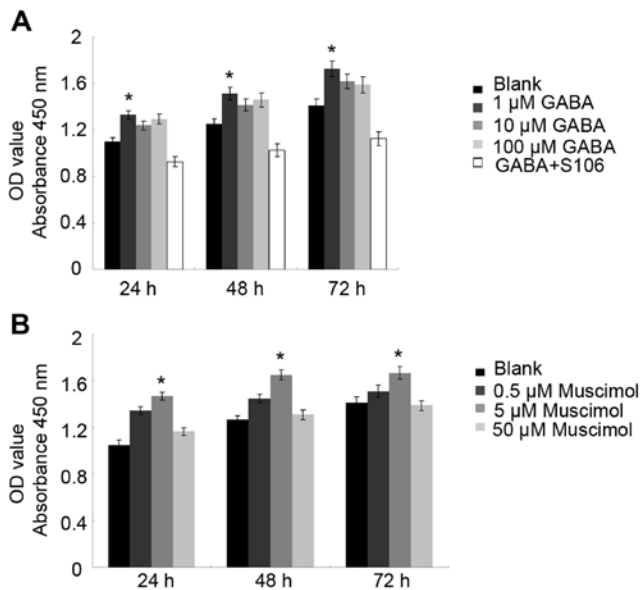 A
2
1.6
1.2
0.8
0.4
0
OD value
Absorbance 450 nm
*
*
*
24 h
48 h
72 h
Blank
1 µM GABA
10 µM GABA
100 µM GABA
GABA+S106
B
2
1.6
1.2
0.8
0.4
0
OD value
Absorbance 450 nm
*
*
*
24 h
48 h
72 h
Blank
0.5 µM Muscimol
5 µM Muscimol
50 µM Muscimol